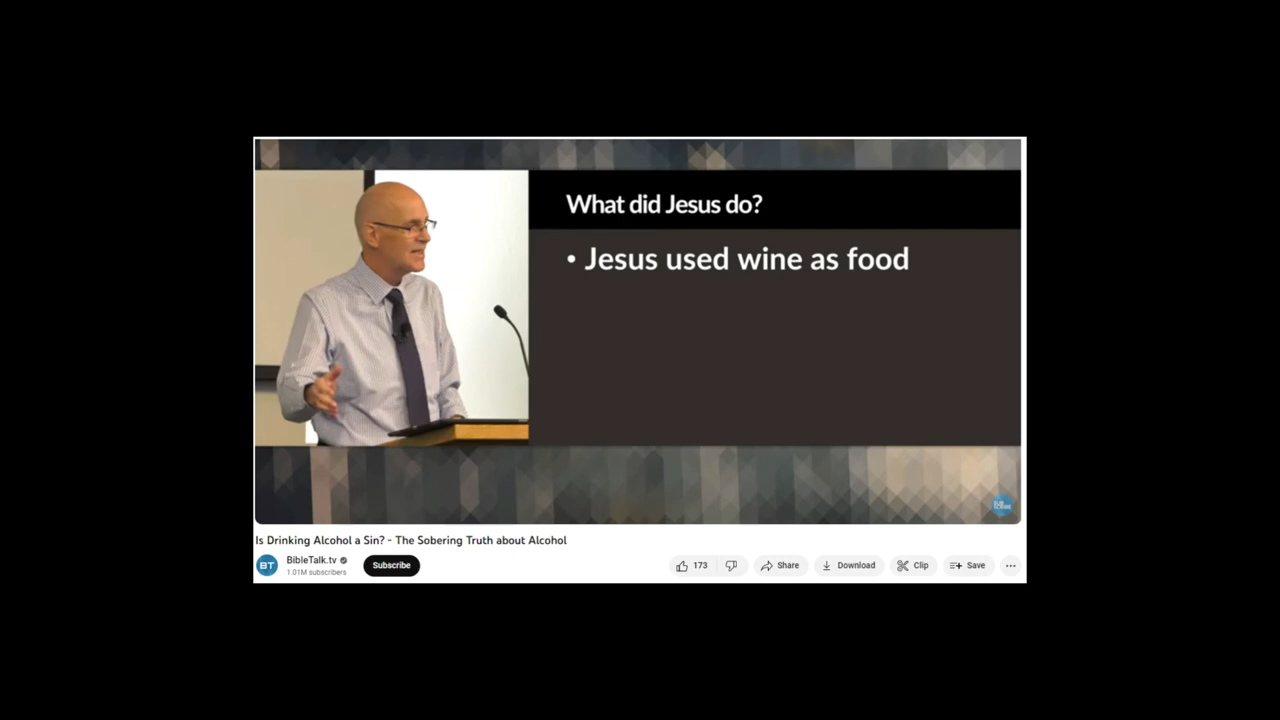 What did Jesus do?
• Jesus used wine as food
Is Drinking Alcohol a Sin? - The Sobering Truth about Alcohol
BT
BibleTalk.tv
1.01M subscribers
Subscribe
173
Share
Download
Clip
Save
...